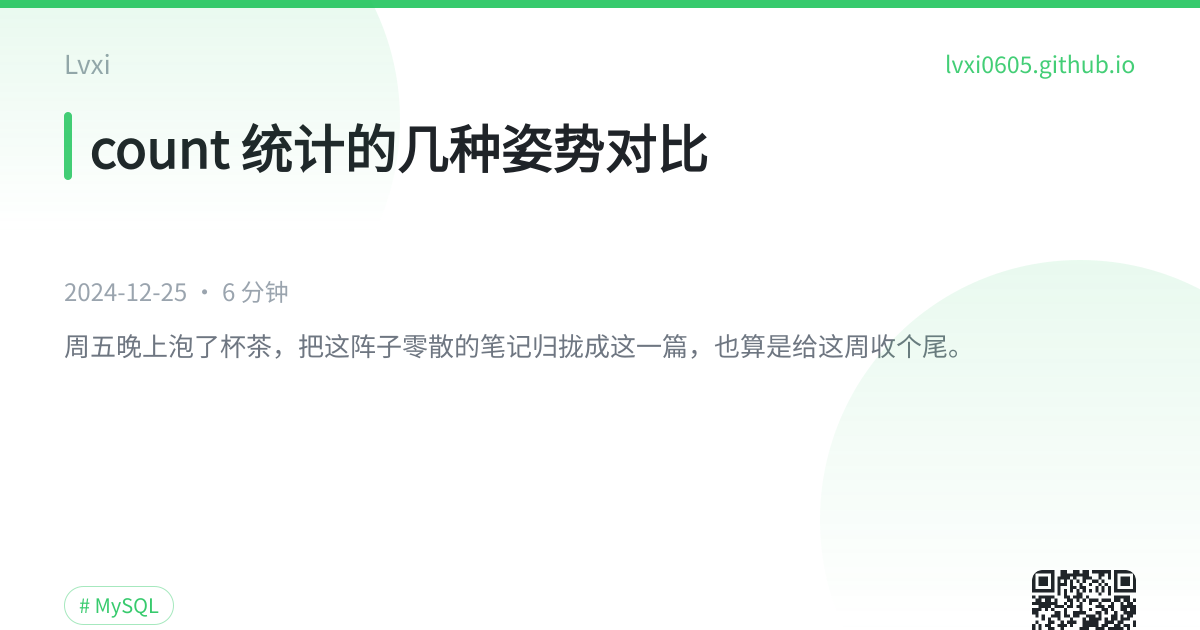 Lvxi
lvxi0605.github.io
count 统计的几种姿势对比
2024-12-25 · 6 分钟
周五晚上泡了杯茶，把这阵子零散的笔记归拢成这一篇，也算是给这周收个尾。
# MySQL